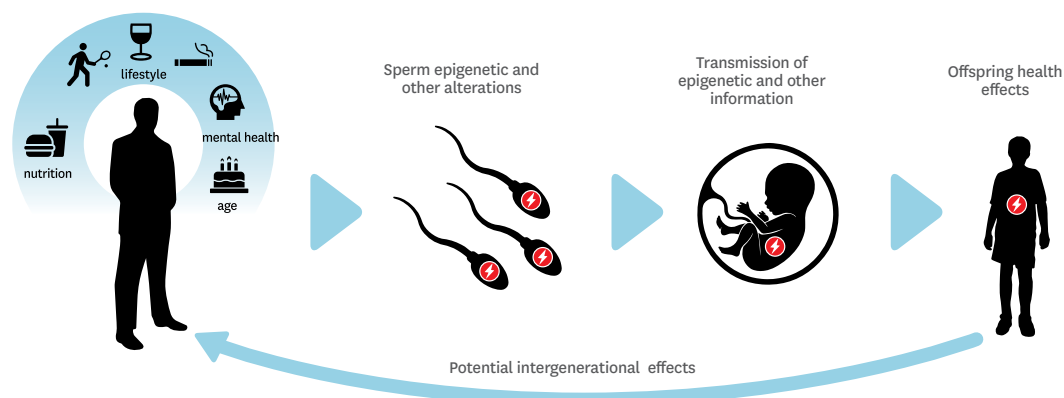 lifestyle
mental health
nutrition
age
Sperm epigenetic and
other alterations
Transmission of
epigenetic and other
information
Offspring health
effects
Potential intergenerational effects